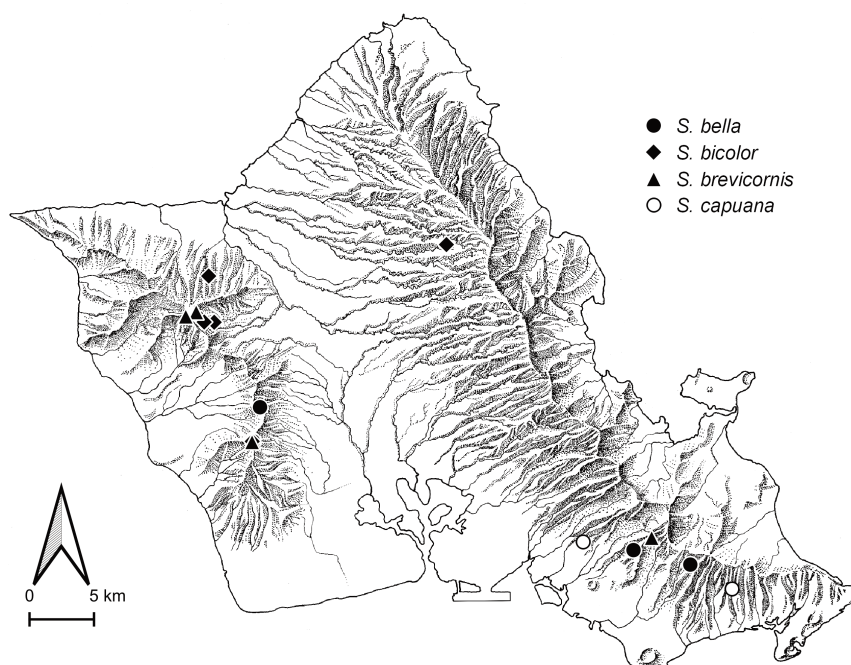 S. bella
S. bicolor
S. brevicornis
S. capuana
0 5 km